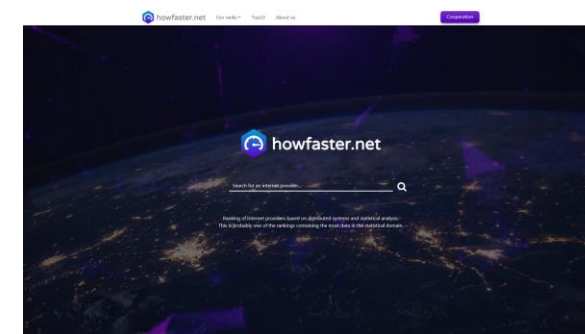 howfaster.net Our ranks Top10 About us Cooperation
howfaster.net
Search for an internet provider...
Ranking of Internet providers based on distributed systems and statistical analysis.
This is probably one of the rankings containing the most data in the statistical domain.